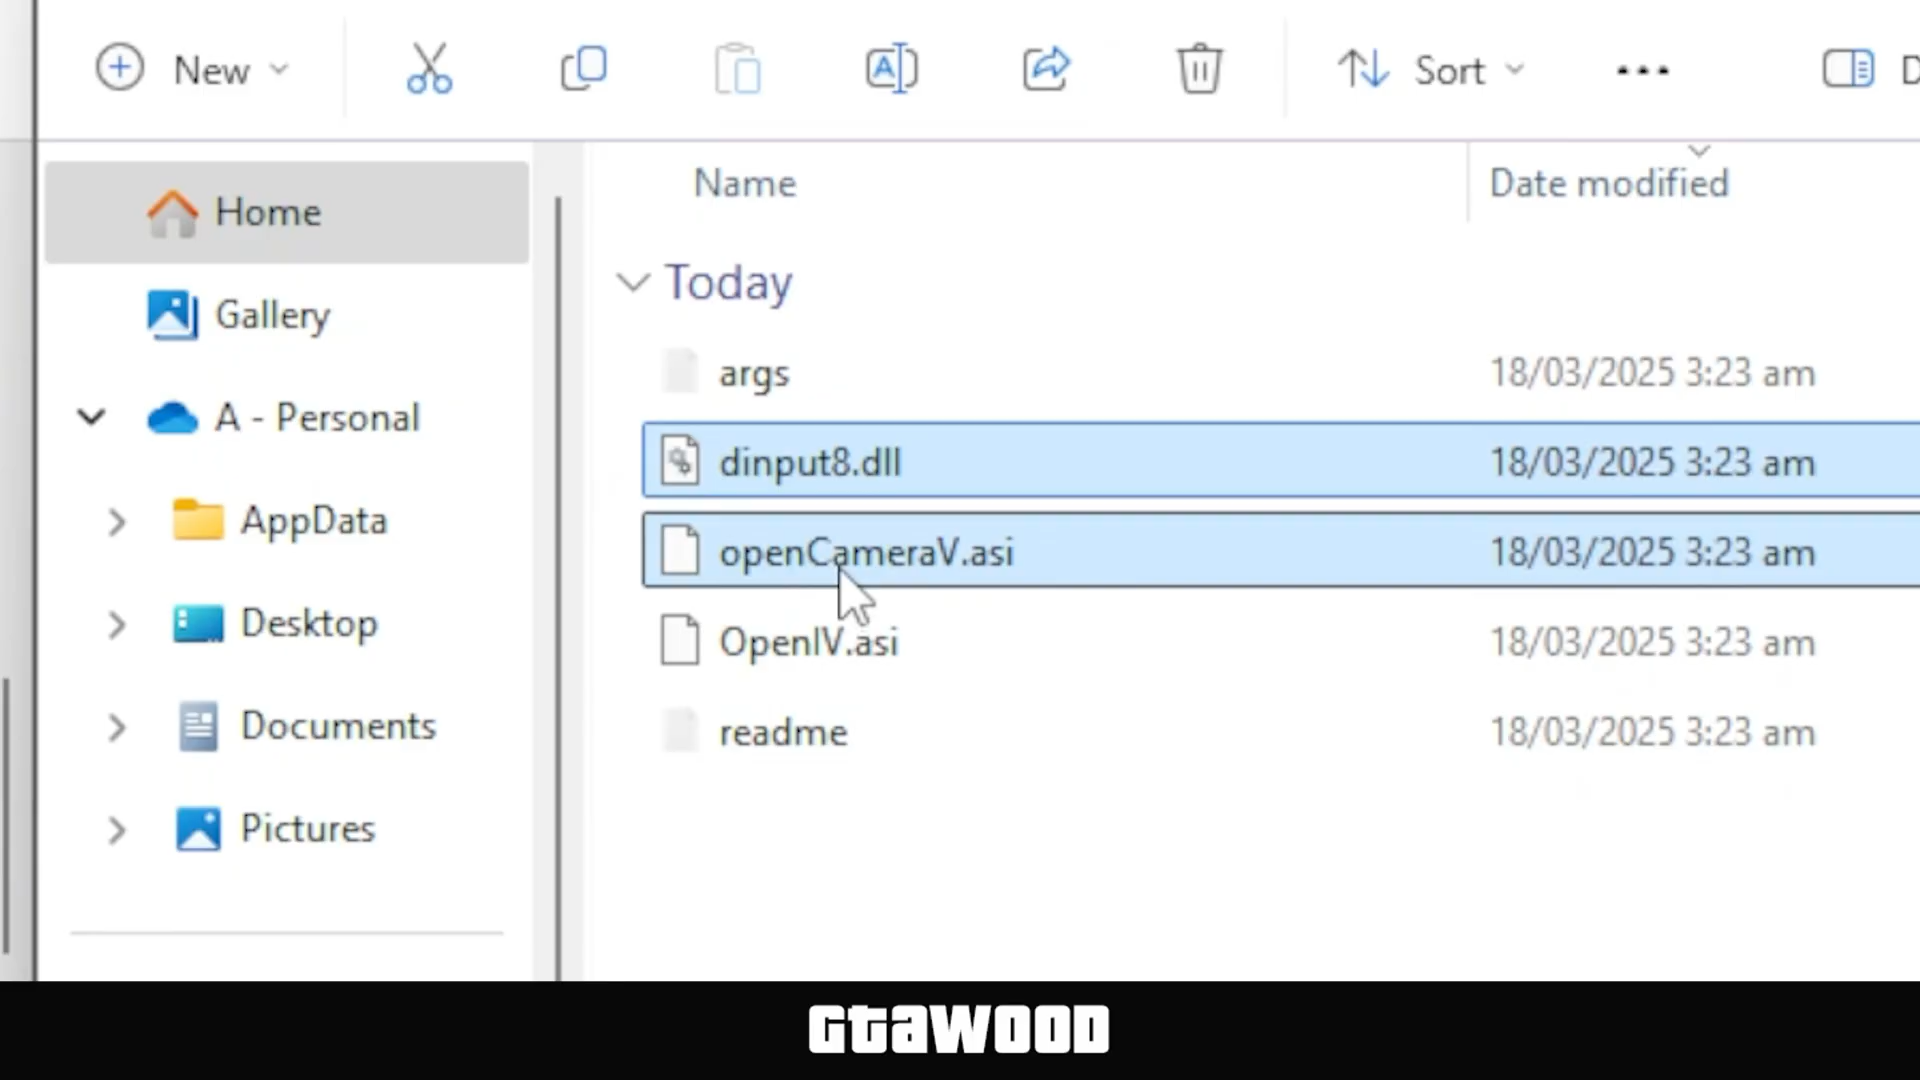 New Sort D
Home
Gallery
A - Personal
AppData
Desktop
Documents
Pictures
Name Date modified
Today
args 18/03/2025 3:23 am
dinput8.dll 18/03/2025 3:23 am
openCameraV.asi 18/03/2025 3:23 am
OpenIV.asi 18/03/2025 3:23 am
readme 18/03/2025 3:23 am
GTAWOOD